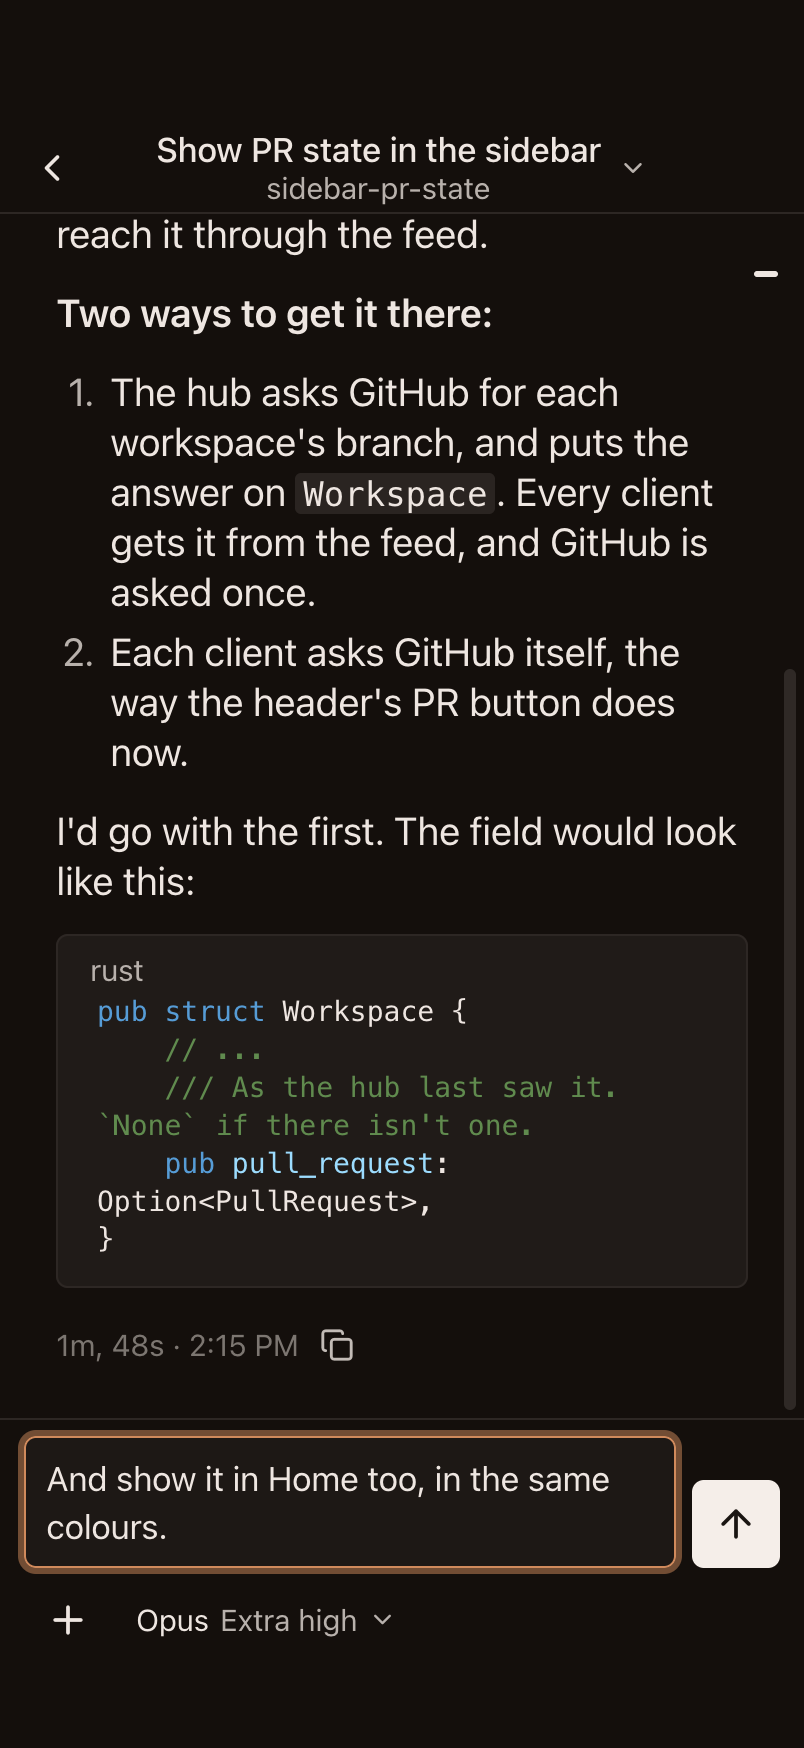 Show PR state in the sidebar
sidebar-pr-state
reach it through the feed.
Two ways to get it there:
1. The hub asks GitHub for each
workspace's branch, and puts the
answer on Workspace. Every client
gets it from the feed, and GitHub is
asked once.
2. Each client asks GitHub itself, the
way the header's PR button does
now.
I'd go with the first. The field would look
like this:
rust
pub struct Workspace {
    // ...
    /// As the hub last saw it.
`None` if there isn't one.
    pub pull_request:
Option<PullRequest>,
}
1m, 48s · 2:15 PM
And show it in Home too, in the same
colours.
Opus Extra high